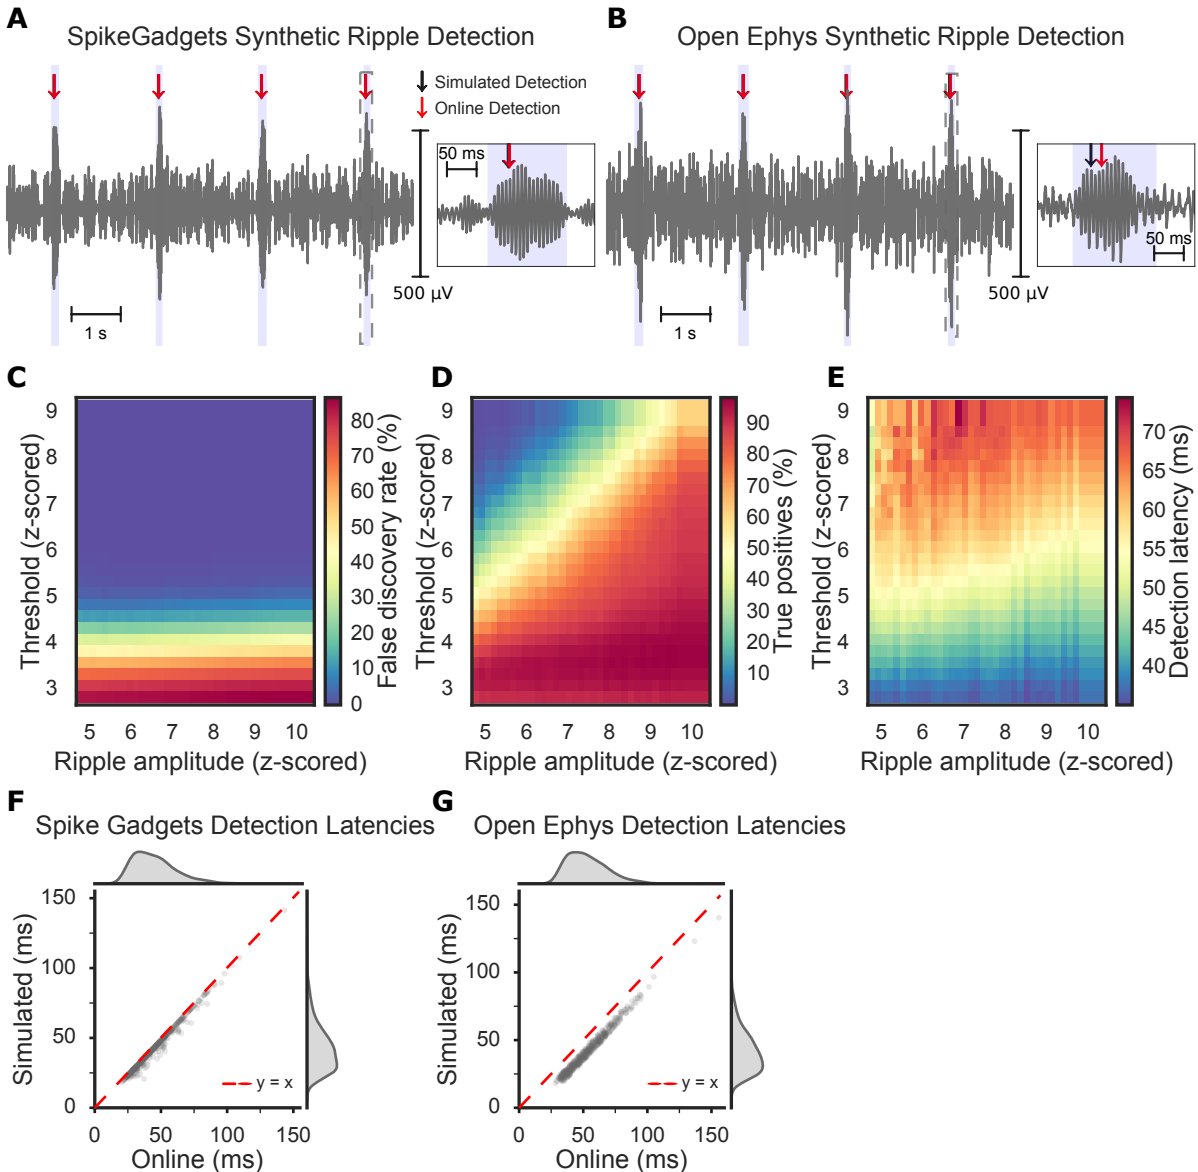 A
SpikeGadgets Synthetic Ripple Detection
Simulated Detection
Online Detection
50 ms
500 µV
1 s
B
Open Ephys Synthetic Ripple Detection
50 ms
500 µV
1 s
C
Threshold (z-scored)
9
8
7
6
5
4
3
5 6 7 8 9 10
Ripple amplitude (z-scored)
80
70
60
50
40
30
20
10
0
False discovery rate (%)
D
Threshold (z-scored)
9
8
7
6
5
4
3
5 6 7 8 9 10
Ripple amplitude (z-scored)
90
80
70
60
50
40
30
20
10
True positives (%)
E
Threshold (z-scored)
9
8
7
6
5
4
3
5 6 7 8 9 10
Ripple amplitude (z-scored)
70
65
60
55
50
45
40
Detection latency (ms)
F
Spike Gadgets Detection Latencies
Simulated (ms)
150
100
50
0
y = x
0 50 100 150
Online (ms)
G
Open Ephys Detection Latencies
Simulated (ms)
150
100
50
0
y = x
0 50 100 150
Online (ms)